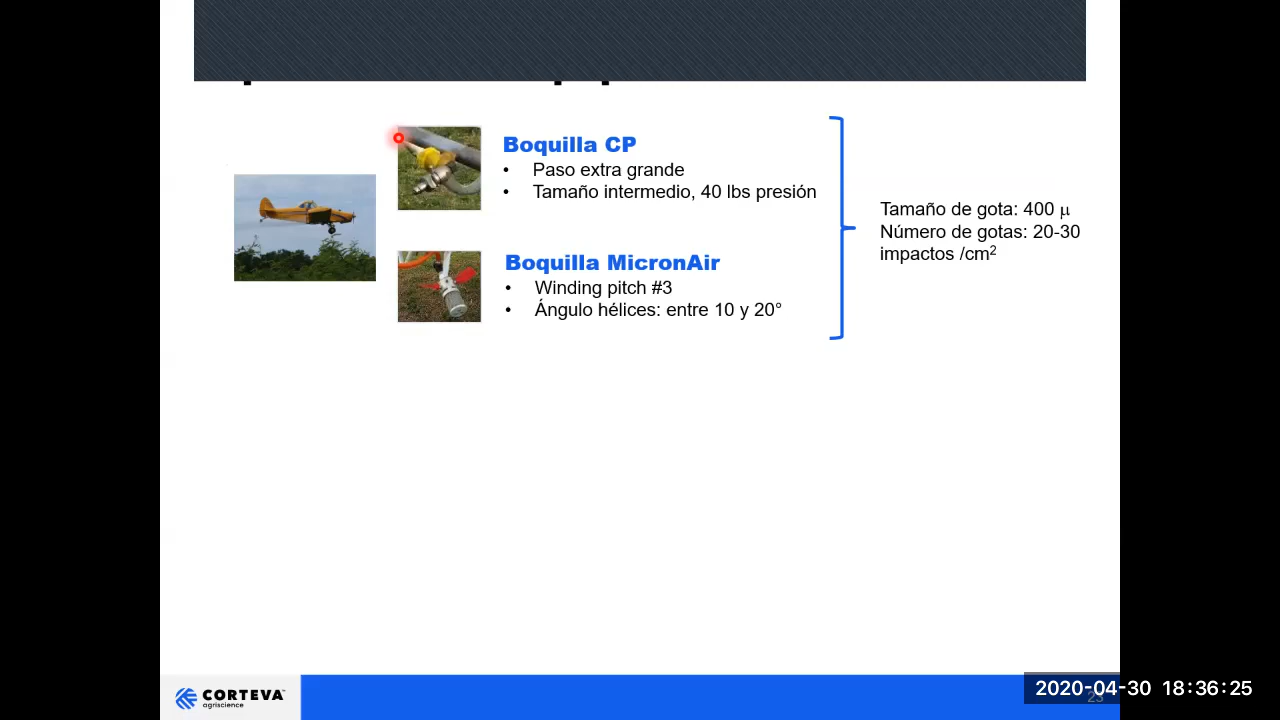 Boquilla CP
• Paso extra grande
• Tamaño intermedio, 40 lbs presión
Boquilla MicronAir
• Winding pitch #3
• Ángulo hélices: entre 10 y 20°
Tamaño de gota: 400 μ
Número de gotas: 20-30
impactos /cm²
CORTEVA™
agriscience
2020-04-30 18:36:25